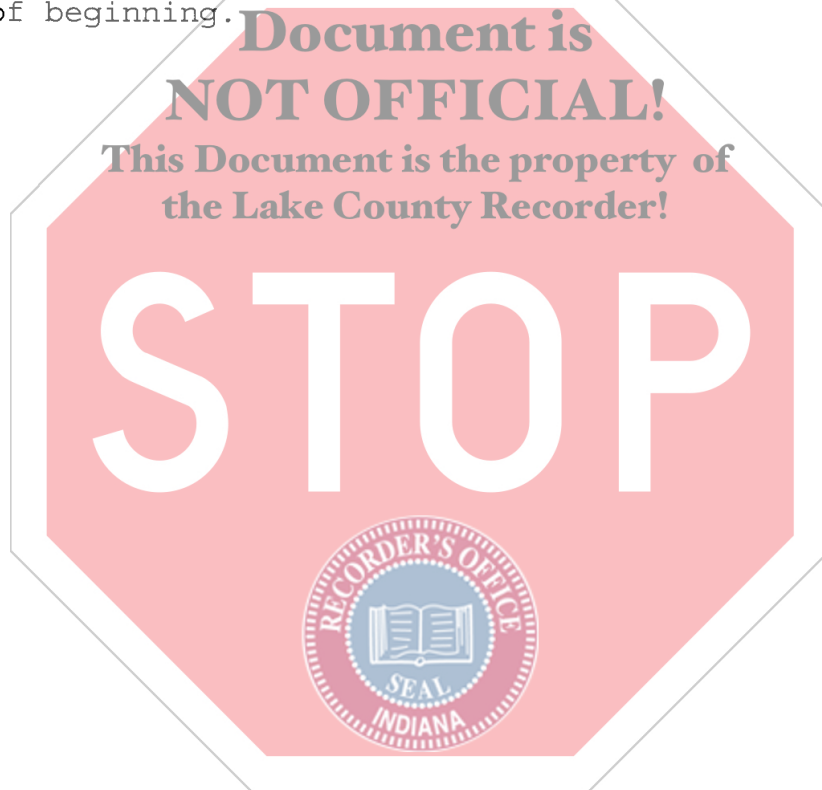 of beginning.
Document is
NOT OFFICIAL!
This Document is the property of
the Lake County Recorder!
STOP
RECORDER'S OFFICE
SEAL
INDIANA